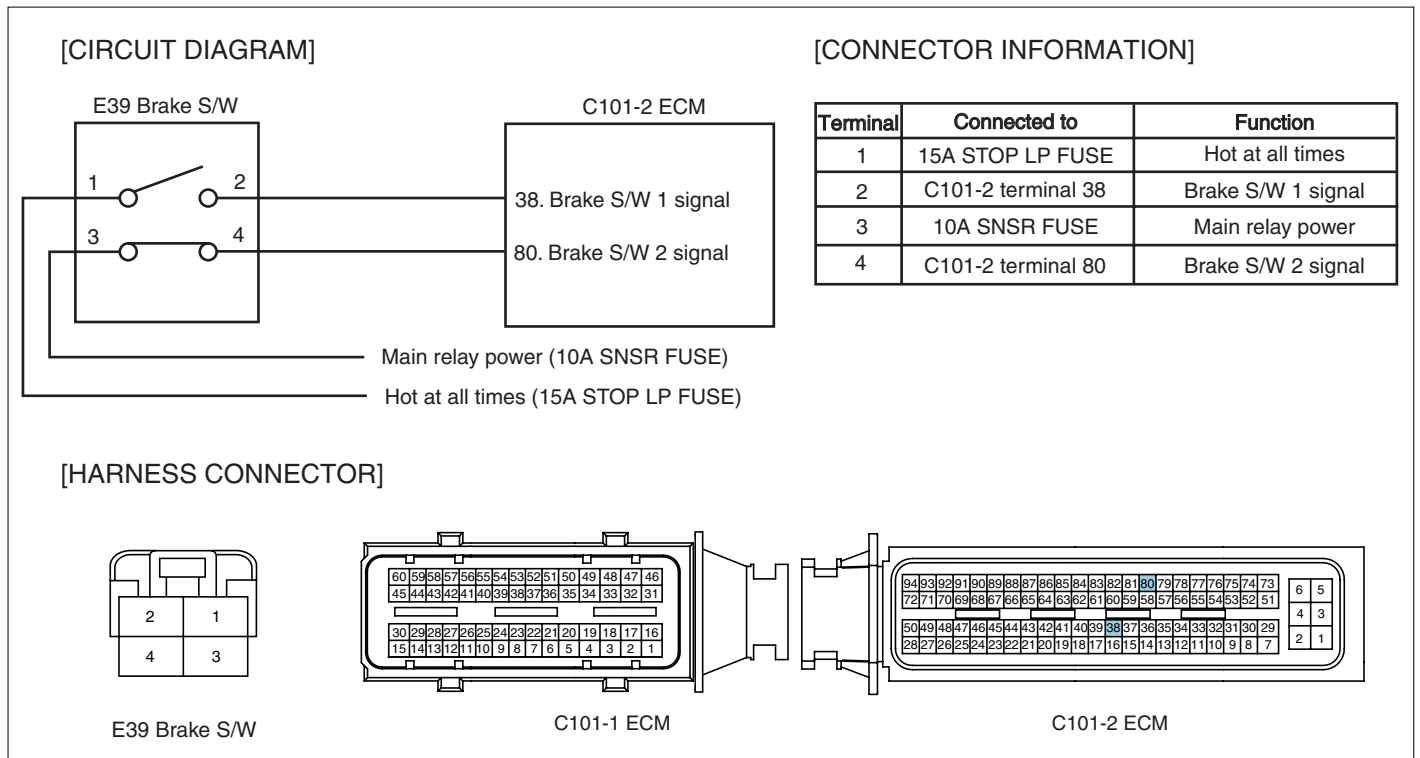 [CIRCUIT DIAGRAM]
E39 Brake S/W
C101-2 ECM
1
2
38. Brake S/W 1 signal
3
4
80. Brake S/W 2 signal
Main relay power (10A SNSR FUSE)
Hot at all times (15A STOP LP FUSE)
[CONNECTOR INFORMATION]
Terminal Connected to Function
1 15A STOP LP FUSE Hot at all times
2 C101-2 terminal 38 Brake S/W 1 signal
3 10A SNSR FUSE Main relay power
4 C101-2 terminal 80 Brake S/W 2 signal
[HARNESS CONNECTOR]
2 1
4 3
E39 Brake S/W
60 59 58 57 56 55 54 53 52 51 50 49 48 47 46
45 44 43 42 41 40 39 38 37 36 35 34 33 32 31
30 29 28 27 26 25 24 23 22 21 20 19 18 17 16
15 14 13 12 11 10 9 8 7 6 5 4 3 2 1
C101-1 ECM
94 93 92 91 90 89 88 87 86 85 84 83 82 81 80 79 78 77 76 75 74 73
72 71 70 69 68 67 66 65 64 63 62 61 60 59 58 57 56 55 54 53 52 51
50 49 48 47 46 45 44 43 42 41 40 39 38 37 36 35 34 33 32 31 30 29
28 27 26 25 24 23 22 21 20 19 18 17 16 15 14 13 12 11 10 9 8 7
6 5
4 3
2 1
C101-2 ECM